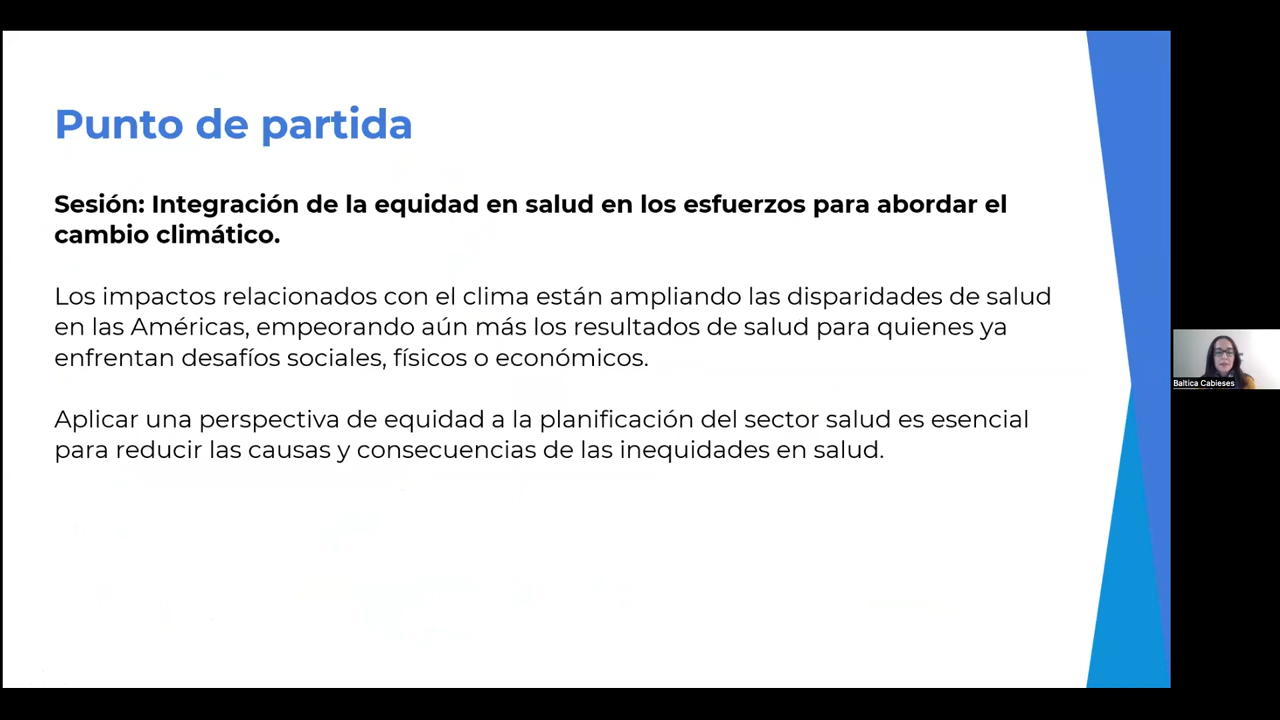 Punto de partida
Sesión: Integración de la equidad en salud en los esfuerzos para abordar el
cambio climático.
Los impactos relacionados con el clima están ampliando las disparidades de salud
en las Américas, empeorando aún más los resultados de salud para quienes ya
enfrentan desafíos sociales, físicos o económicos.
Aplicar una perspectiva de equidad a la planificación del sector salud es esencial
para reducir las causas y consecuencias de las inequidades en salud.
Baltica Cabieses